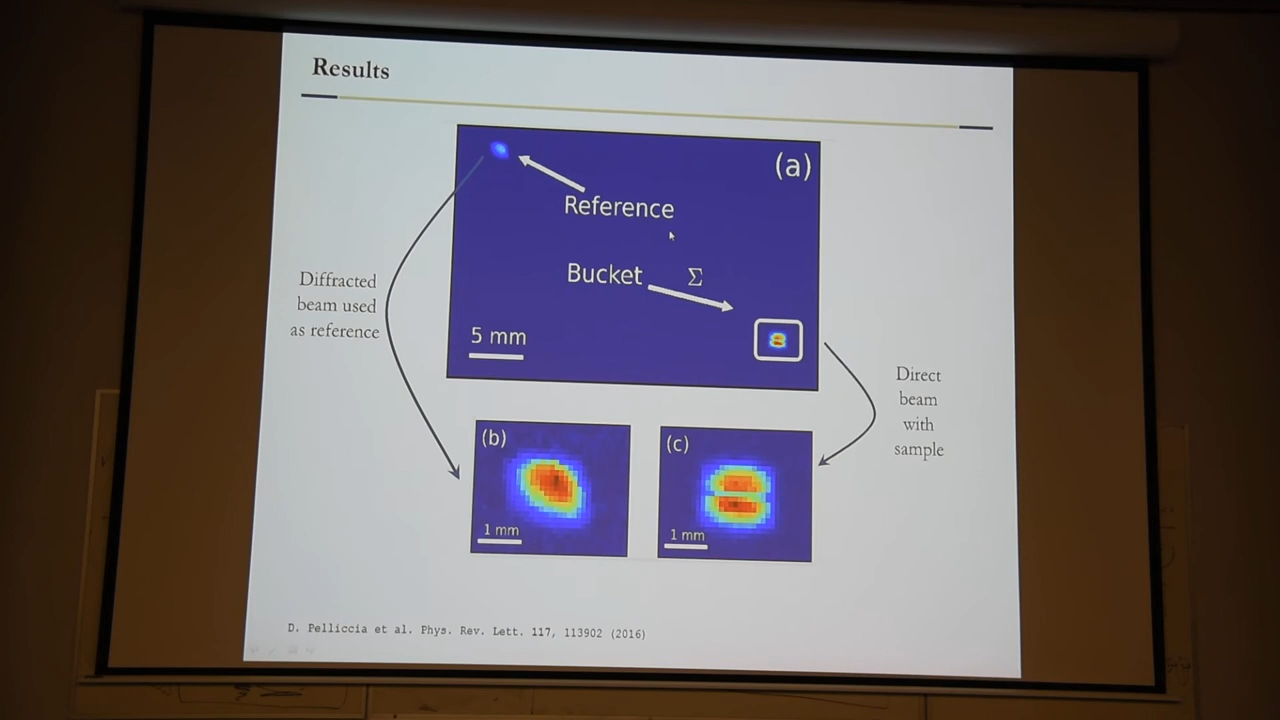 Results
(a)
Reference
Bucket
Σ
5 mm
Diffracted
beam used
as reference
Direct
beam
with
sample
(b)
1 mm
(c)
1 mm
D. Pelliccia et al. Phys. Rev. Lett. 117, 113902 (2016)